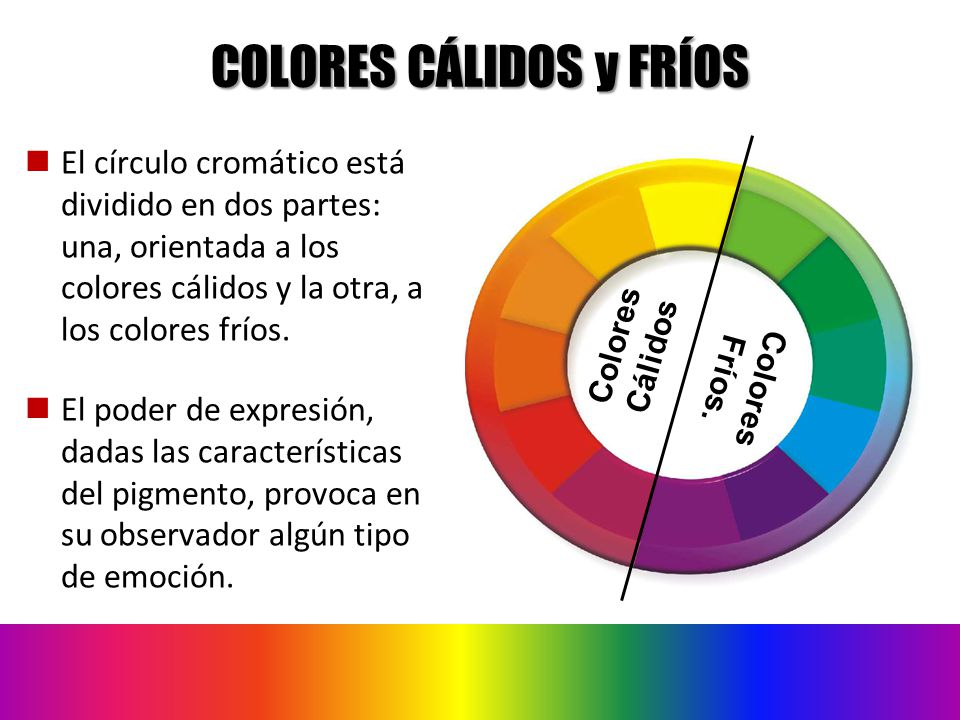 COLORES CÁLIDOS y FRÍOS
El círculo cromático está
dividido en dos partes:
una, orientada a los
colores cálidos y la otra, a
los colores fríos.
El poder de expresión,
dadas las características
del pigmento, provoca en
su observador algún tipo
de emoción.
Colores
Cálidos
Colores
Fríos.